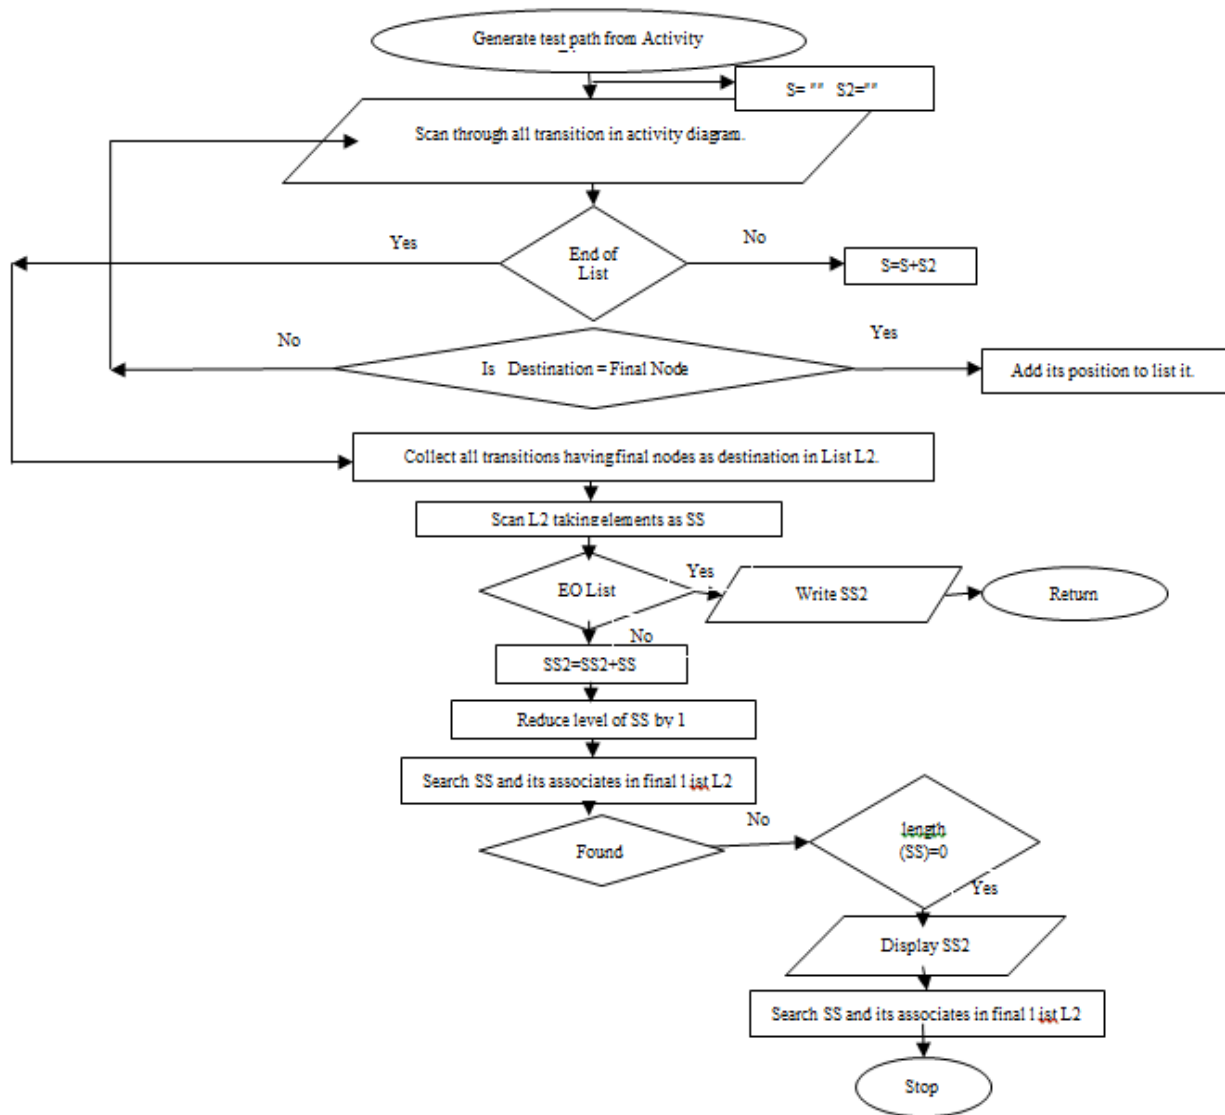 Generate test path from Activity
S= "" S2=""
Scan through all transition in activity diagram.
Yes
End of
List
No
S=S+S2
No
Is Destination = Final Node
Yes
Add its position to list it.
Collect all transitions having final nodes as destination in List L2.
Scan L2 taking elements as SS
EO List
Yes
Write SS2
Return
No
SS2=SS2+SS
Reduce level of SS by 1
Search SS and its associates in final list L2
Found
No
length
(SS)=0
Yes
Display SS2
Search SS and its associates in final list L2
Stop